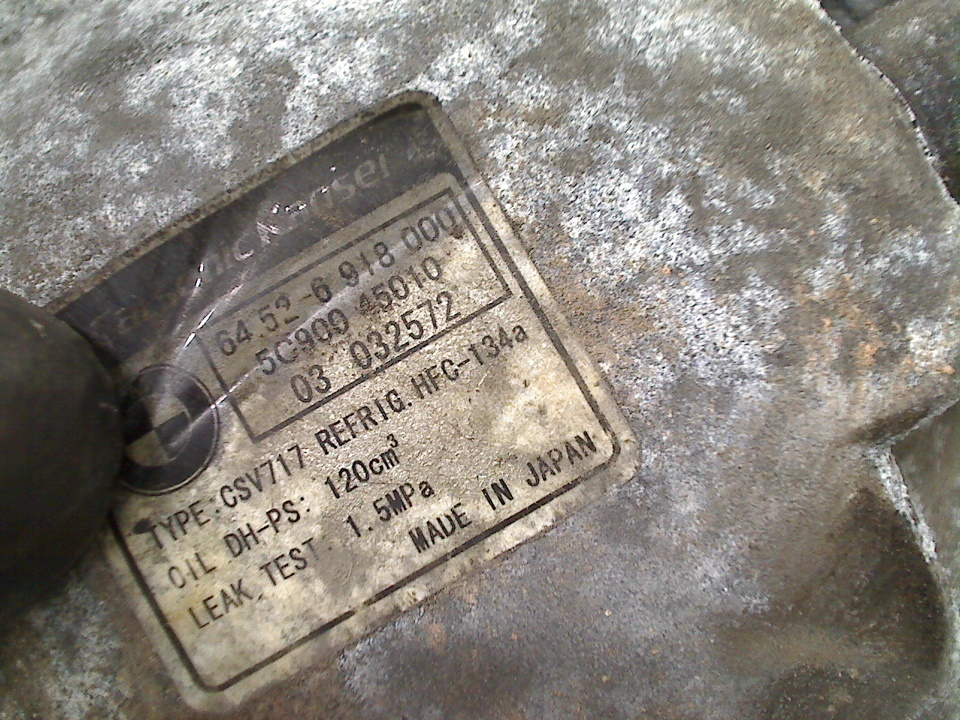 64.52-6 918 000
5C900 45010
03 032572
TYPE:CSV717 REFRIG.HFC-134a
OIL DH-PS: 120cm³
LEAK TEST 1.5MPa
MADE IN JAPAN